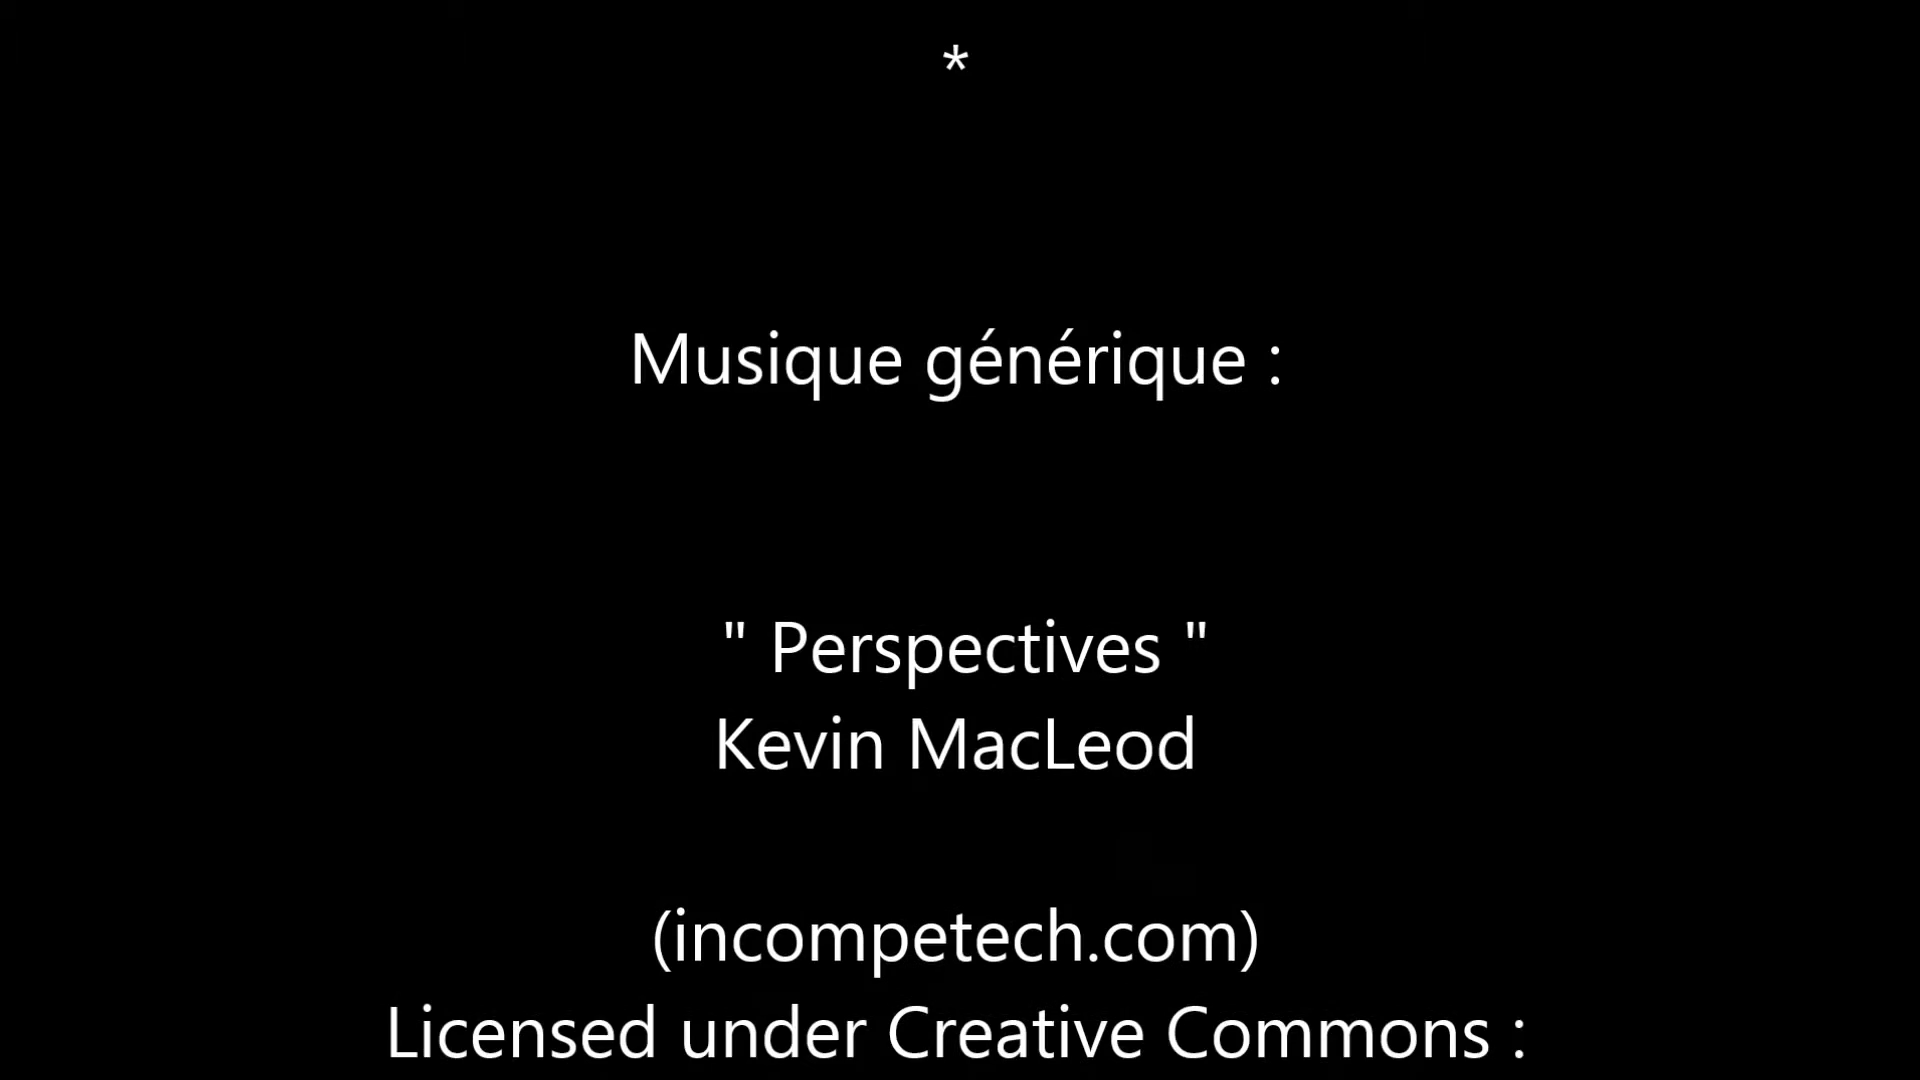 *
Musique générique :
" Perspectives "
Kevin MacLeod
(incompetech.com)
Licensed under Creative Commons :